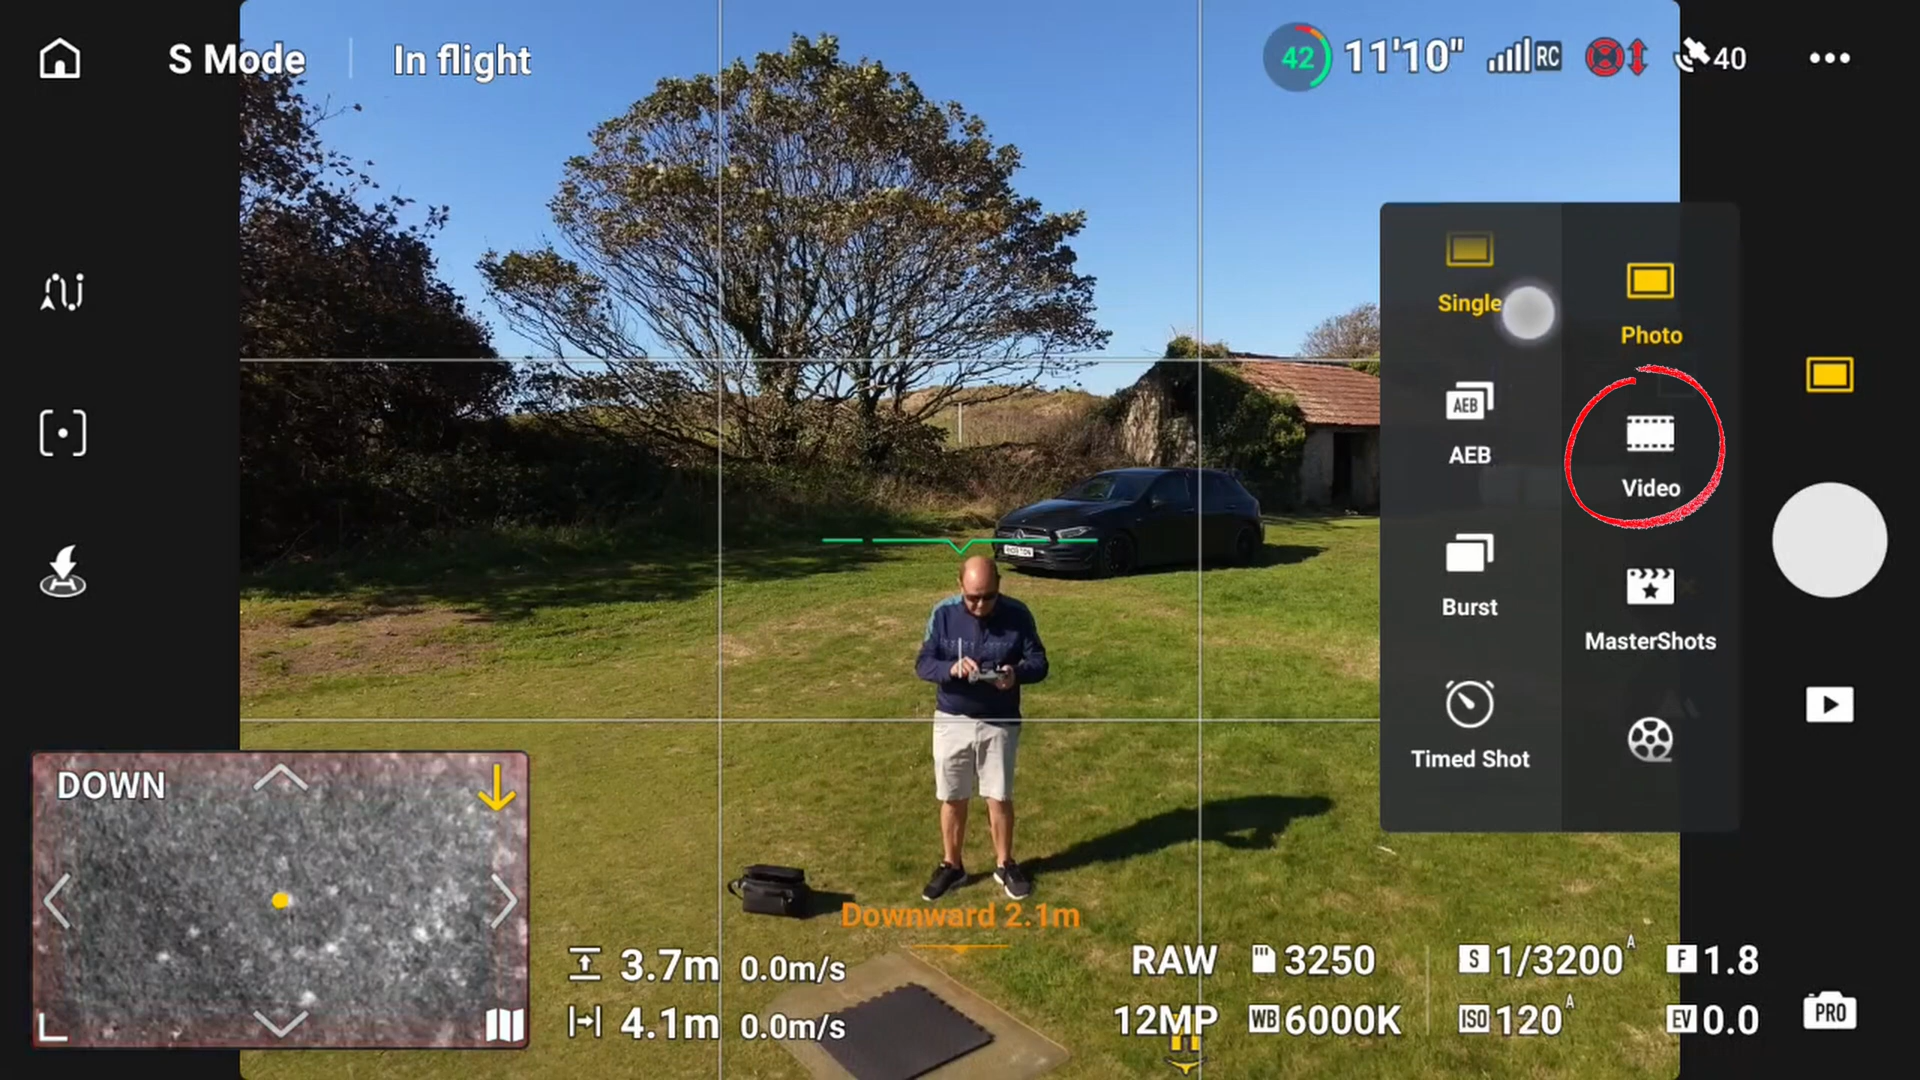 S Mode
In flight
42
11'10"
RC
40
Single
Photo
AEB
AEB
Video
Burst
MasterShots
Timed Shot
DOWN
Downward 2.1m
3.7m 0.0m/s
4.1m 0.0m/s
RAW 3250
S 1/3200 A
F 1.8
12MP WB 6000K
ISO 120 A
EV 0.0
PRO